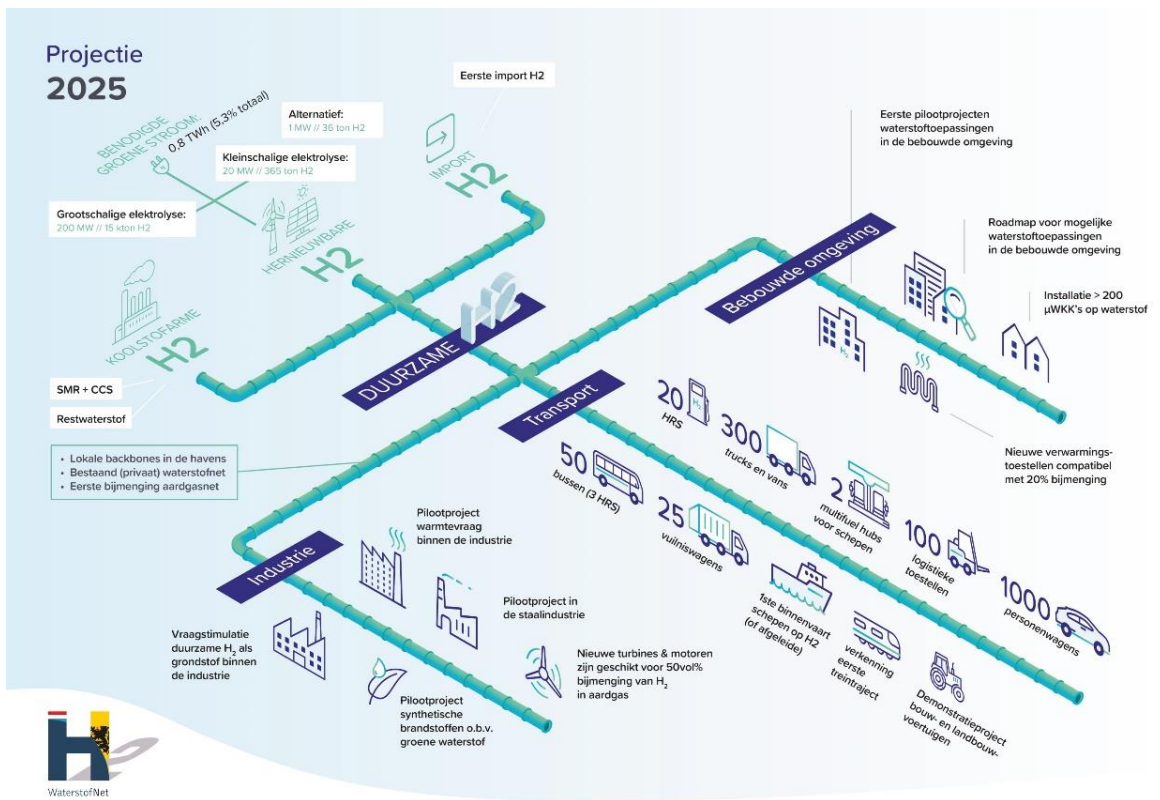 Projectie
2025
BENODIGDE
GROENE STROOM:
0,8 TWh (5,3% totaal)
Alternatief:
1 MW // 36 ton H2
Kleinschalige elektrolyse:
20 MW // 365 ton H2
Grootschalige elektrolyse:
200 MW // 15 kton H2
HERNIEUWBARE
H2
Eerste import H2
IMPORT
H2
KOOLSTOFARME
H2
SMR + CCS
Restwaterstof
DUURZAME H2
• Lokale backbones in de havens
• Bestaand (privaat) waterstofnet
• Eerste bijmenging aardgasnet
Bebouwde omgeving
Eerste pilootprojecten
waterstoftoepassingen
in de bebouwde omgeving
Roadmap voor mogelijke
waterstoftoepassingen
in de bebouwde omgeving
Installatie > 200
µWKK's op waterstof
H2
Nieuwe verwarmings-
toestellen compatibel
met 20% bijmenging
Transport
20
HRS
H2
300
trucks en vans
2
multifuel hubs
voor schepen
100
logistieke
toestellen
1000
personenwagens
50
bussen (3 HRS)
25
vuilniswagens
1ste binnenvaart
schepen op H2
(of afgeleide)
verkenning
eerste
treintraject
Demonstratieproject
bouw- en landbouw-
voertuigen
Industrie
Pilootproject
warmtevraag
binnen de industrie
Pilootproject in
de staalindustrie
Vraagstimulatie
duurzame H₂ als
grondstof binnen
de industrie
Pilootproject
synthetische
brandstoffen o.b.v.
groene waterstof
Nieuwe turbines & motoren
zijn geschikt voor 50vol%
bijmenging van H₂
in aardgas
WaterstofNet